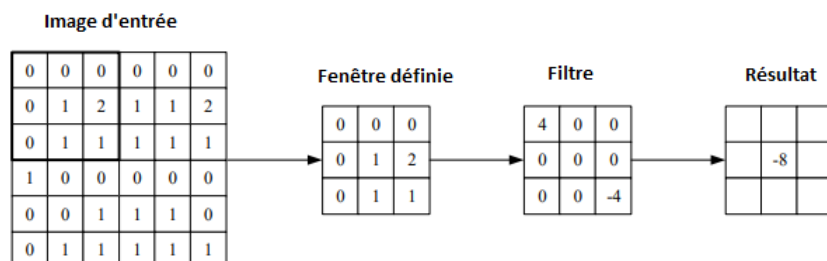 Image d'entrée
Fenêtre définie Filtre Résultat
0 0 0 0 0 0
0 1 2 1 1 2
0 1 1 1 1 1
1 0 0 0 0 0
0 0 1 1 1 0
0 1 1 1 1 1
0 0 0
0 1 2
0 1 1
4 0 0
0 0 0
0 0 -4
-8